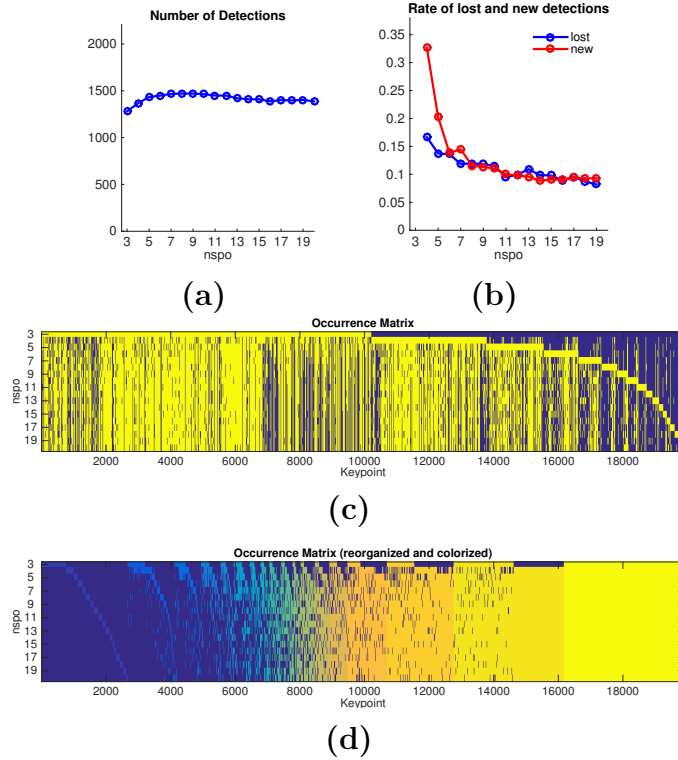 Number of Detections
2000
1500
1000
500
0
3 5 7 9 11 13 15 17 19
nspo
(a)
Rate of lost and new detections
0.35
0.3
0.25
0.2
0.15
0.1
0.05
0
lost
new
3 5 7 9 11 13 15 17 19
nspo
(b)
Occurrence Matrix
3
5
7
9
11
13
15
17
19
nspo
2000 4000 6000 8000 10000 12000 14000 16000 18000
Keypoint
(c)
Occurrence Matrix (reorganized and colorized)
3
5
7
9
11
13
15
17
19
nspo
2000 4000 6000 8000 10000 12000 14000 16000 18000
Keypoint
(d)